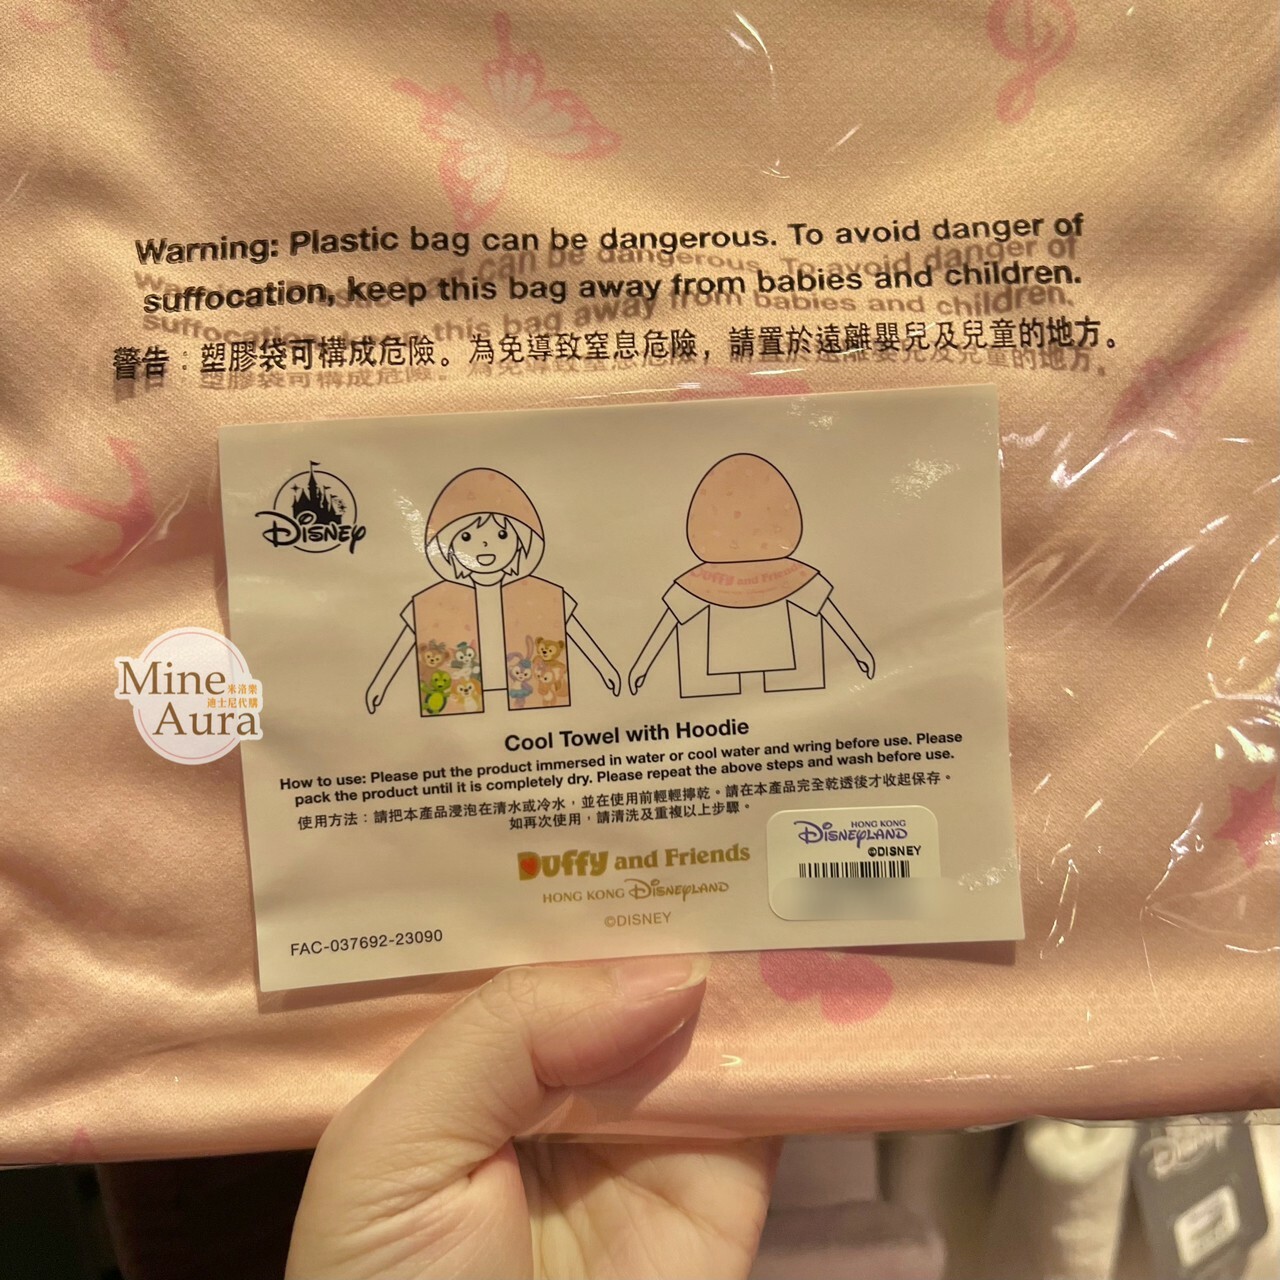 Warning: Plastic bag can be dangerous. To avoid danger of
suffocation, keep this bag away from babies and children.
警告：塑膠袋可構成危險。為免導致窒息危險，請置於遠離嬰兒及兒童的地方。
Disney
Duffy and Friends
Mine
米洛樂
迪士尼代購
Aura
Cool Towel with Hoodie
How to use: Please put the product immersed in water or cool water and wring before use. Please
pack the product until it is completely dry. Please repeat the above steps and wash before use.
使用方法：請把本產品浸泡在清水或冷水，並在使用前輕輕擰乾。請在本產品完全乾透後才收起保存。
如再次使用，請清洗及重複以上步驟。
Duffy and Friends
HONG KONG DISNEYLAND
©DISNEY
HONG KONG
DISNEYLAND
©DISNEY
FAC-037692-23090
Disney